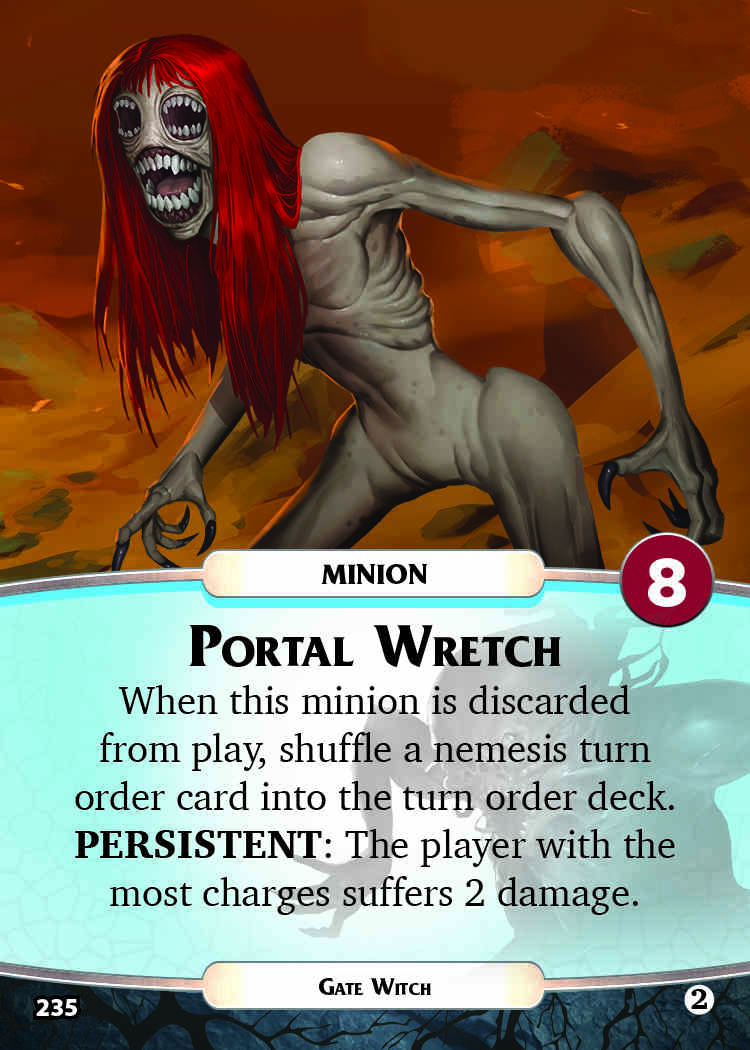 MINION
8
Portal Wretch
When this minion is discarded
from play, shuffle a nemesis turn
order card into the turn order deck.
PERSISTENT: The player with the
most charges suffers 2 damage.
Gate Witch
235
2